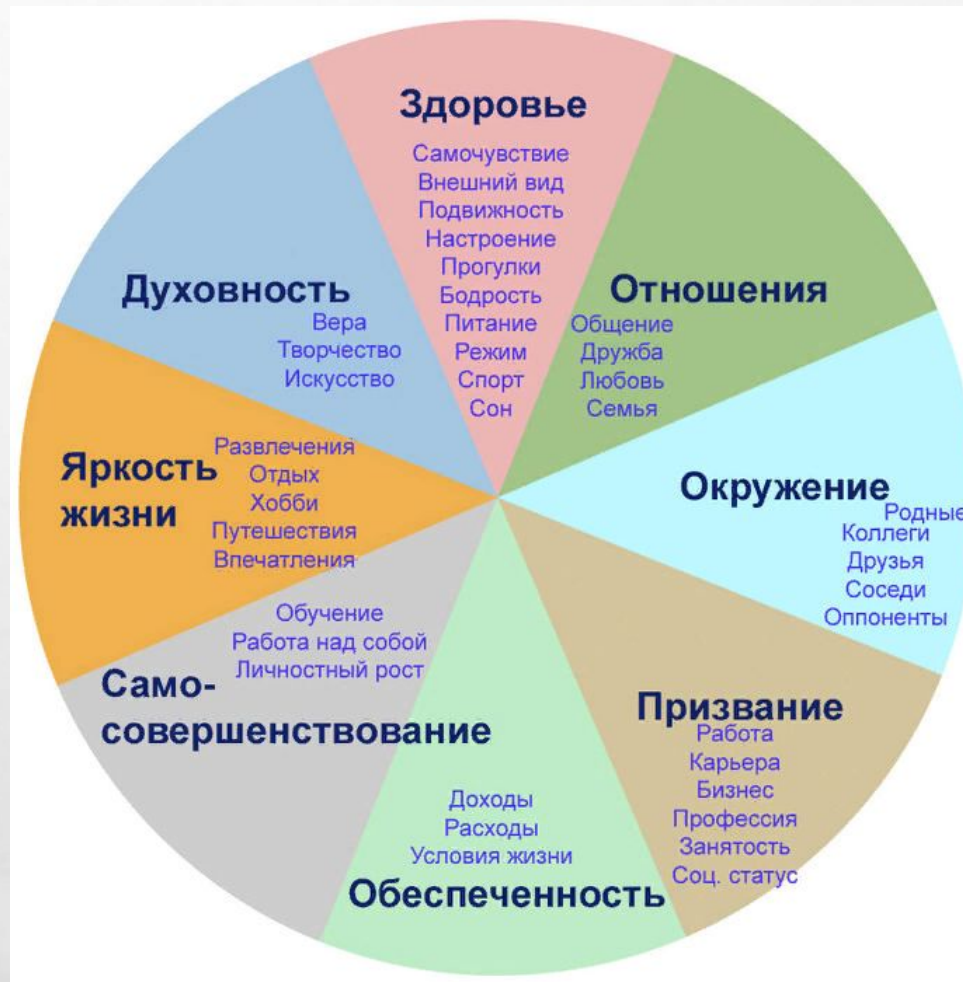 Здоровье
Самочувствие
Внешний вид
Подвижность
Настроение
Прогулки
Бодрость
Питание
Режим
Спорт
Сон
Отношения
Общение
Дружба
Любовь
Семья
Окружение
Родные
Коллеги
Друзья
Соседи
Оппоненты
Призвание
Работа
Карьера
Бизнес
Профессия
Занятость
Соц. статус
Доходы
Расходы
Условия жизни
Обеспеченность
Обучение
Работа над собой
Личностный рост
Само-
совершенствование
Яркость
жизни
Развлечения
Отдых
Хобби
Путешествия
Впечатления
Духовность
Вера
Творчество
Искусство